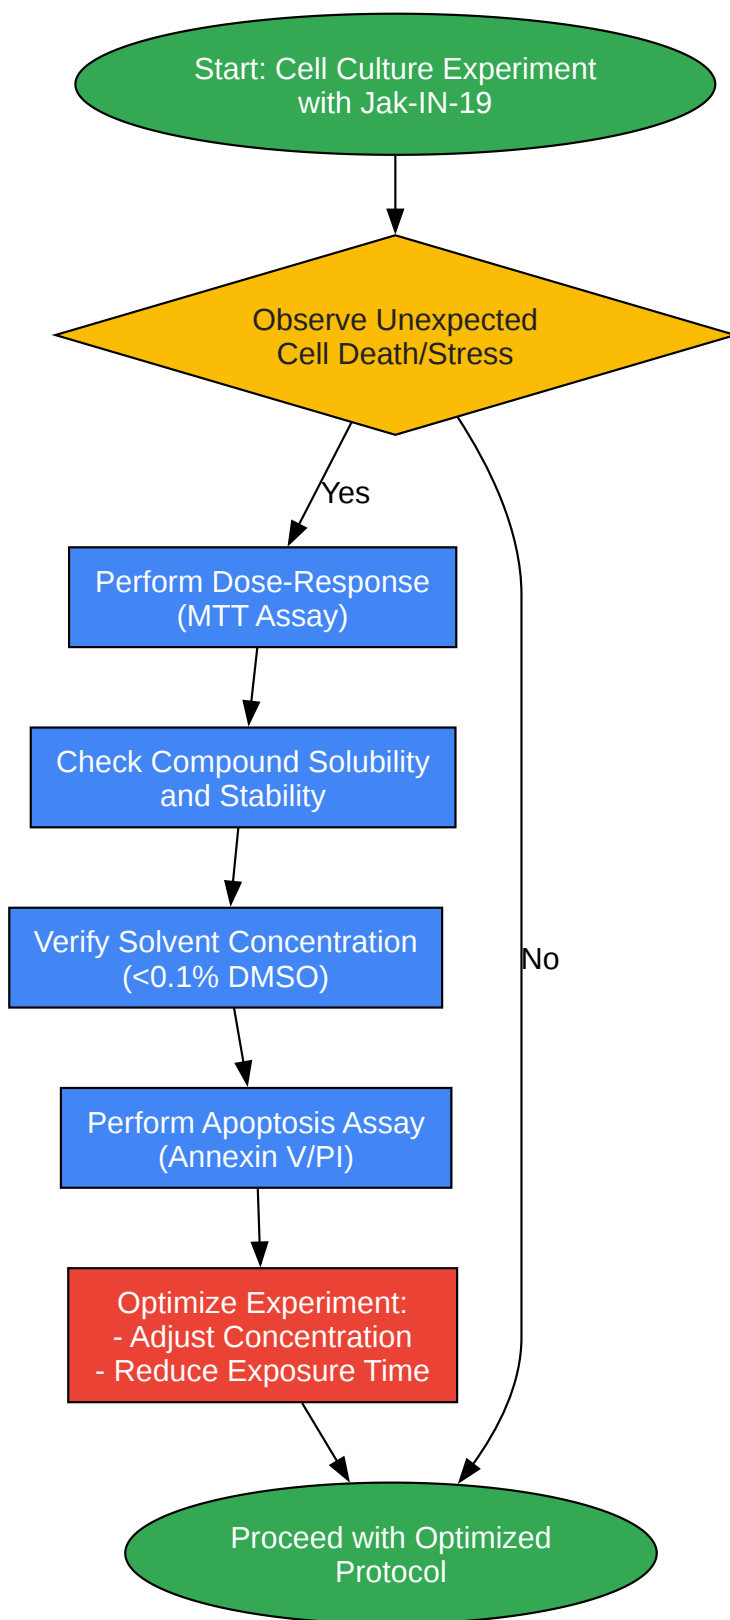 Start: Cell Culture Experiment
with Jak-IN-19
Observe Unexpected
Cell Death/Stress
Yes
Perform Dose-Response
(MTT Assay)
Check Compound Solubility
and Stability
Verify Solvent Concentration
(<0.1% DMSO)
No
Perform Apoptosis Assay
(Annexin V/PI)
Optimize Experiment:
- Adjust Concentration
- Reduce Exposure Time
Proceed with Optimized
Protocol